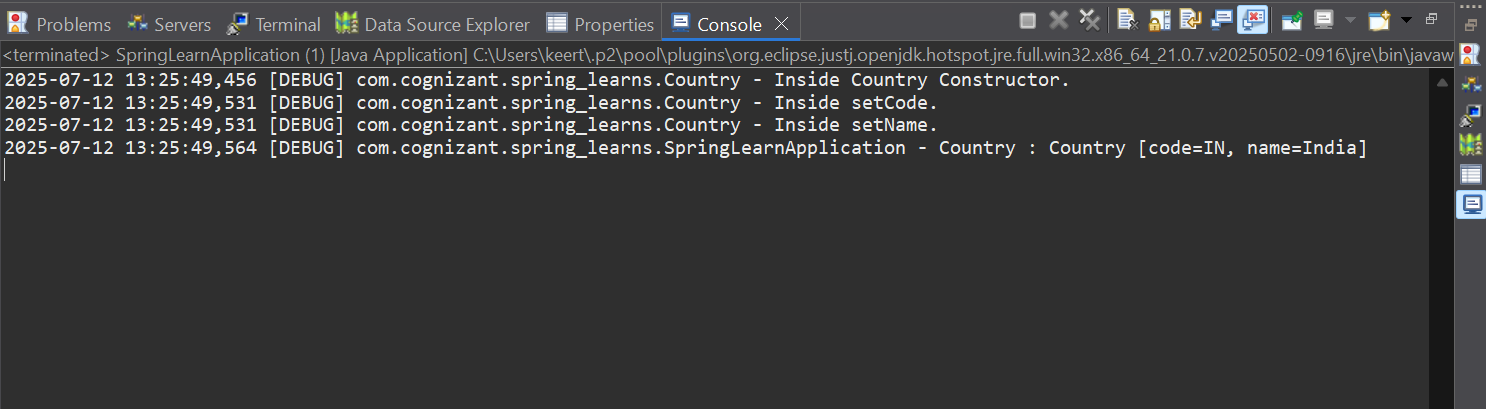 Problems Servers Terminal Data Source Explorer Properties Console
<terminated> SpringLearnApplication (1) [Java Application] C:\Users\keert\.p2\pool\plugins\org.eclipse.justj.openjdk.hotspot.jre.full.win32.x86_64_21.0.7.v20250502-0916\jre\bin\javaw
2025-07-12 13:25:49,456 [DEBUG] com.cognizant.spring_learns.Country - Inside Country Constructor.
2025-07-12 13:25:49,531 [DEBUG] com.cognizant.spring_learns.Country - Inside setCode.
2025-07-12 13:25:49,531 [DEBUG] com.cognizant.spring_learns.Country - Inside setName.
2025-07-12 13:25:49,564 [DEBUG] com.cognizant.spring_learns.SpringLearnApplication - Country : Country [code=IN, name=India]